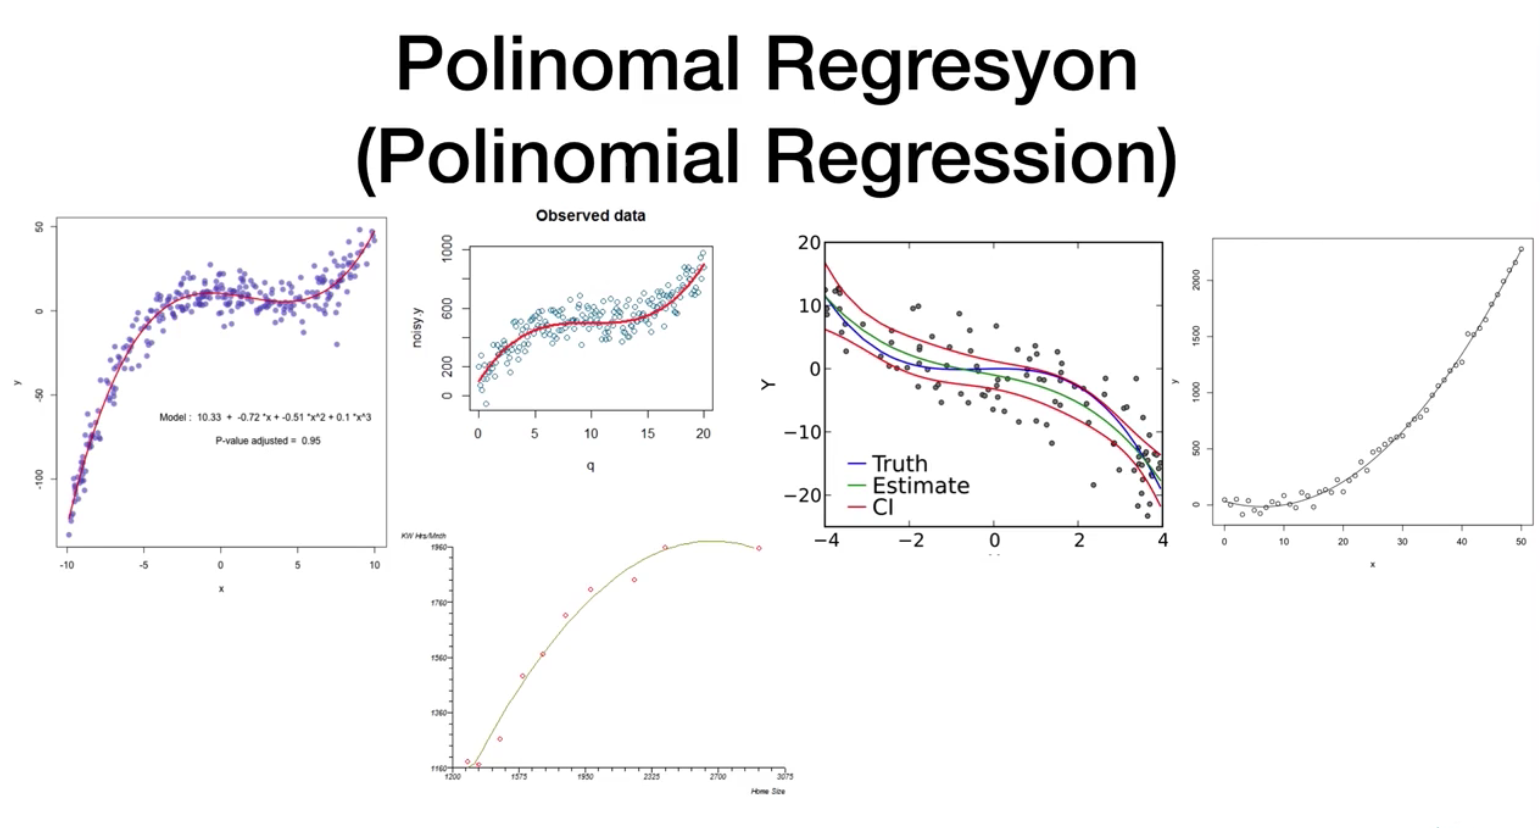 Polinomal Regresyon
(Polinomial Regression)
50
0
-50
-100
y
Model : 10.33 + -0.72 *x + -0.51 *x^2 + 0.1 *x^3
P-value adjusted = 0.95
-10 -5 0 5 10
x
Observed data
1000
600
200
0
noisy.y
0 5 10 15 20
q
20
10
0
−10
−20
Y
Truth
Estimate
CI
−4 −2 0 2 4
2000
1500
1000
500
0
y
0 10 20 30 40 50
x
KW Hrs/Mnth
1960
1760
1560
1360
1160
1200 1575 1950 2325 2700 3075
Home Size